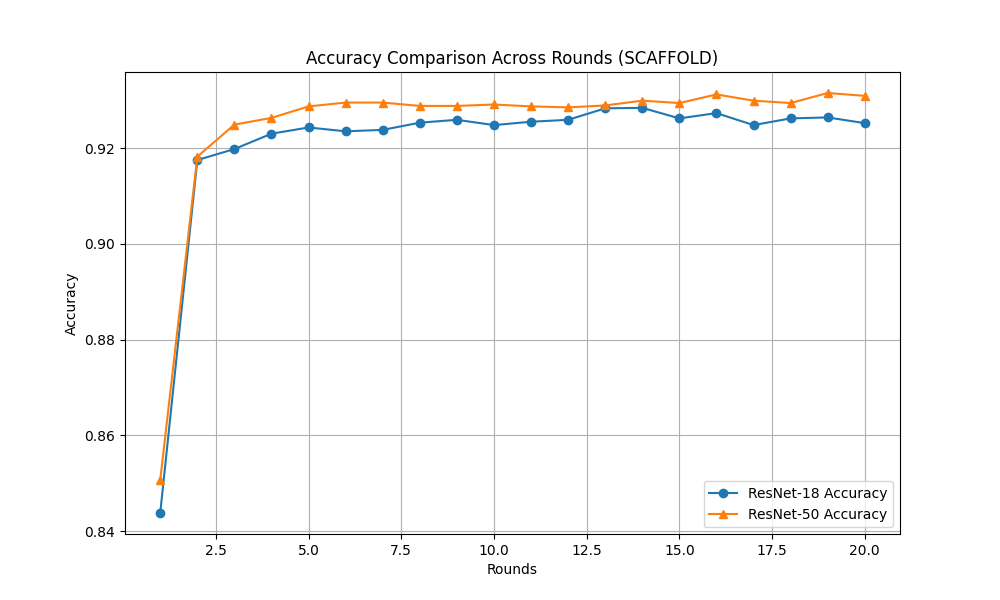 Accuracy Comparison Across Rounds (SCAFFOLD)
Accuracy
0.92
0.90
0.88
0.86
0.84
2.5 5.0 7.5 10.0 12.5 15.0 17.5 20.0
Rounds
ResNet-18 Accuracy
ResNet-50 Accuracy